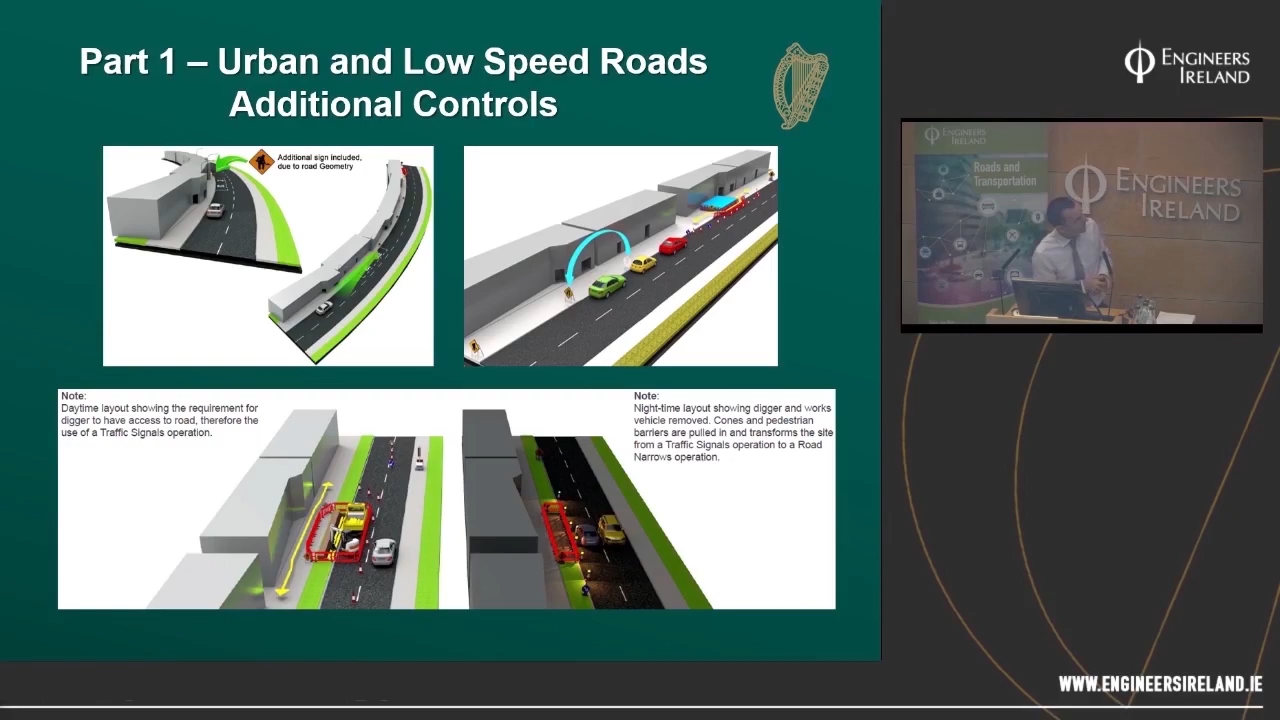 Part 1 – Urban and Low Speed Roads
Additional Controls
Additional sign included,
due to road Geometry
Note:
Daytime layout showing the requirement for
digger to have access to road, therefore the
use of a Traffic Signals operation.
Note:
Night-time layout showing digger and works
vehicle removed. Cones and pedestrian
barriers are pulled in and transforms the site
from a Traffic Signals operation to a Road
Narrows operation.
ENGINEERS
IRELAND
ENGINEERS
IRELAND
Roads and
Transportation
ENGINEERS
IRELAND
WWW.ENGINEERSIRELAND.IE